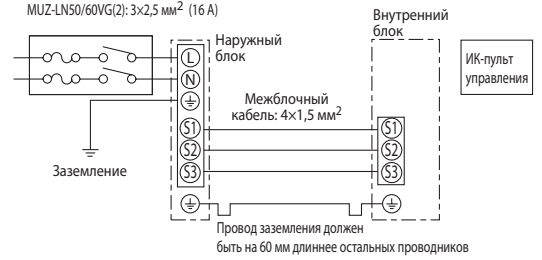 MUZ-LN50/60VG(2): 3×2,5 мм² (16 А)
Наружный
блок
Внутренний
блок
ИК-пульт
управления
L
N
Межблочный
кабель: 4×1,5 мм²
S1
S2
S3
S1
S2
S3
Заземление
Провод заземления должен
быть на 60 мм длиннее остальных проводников